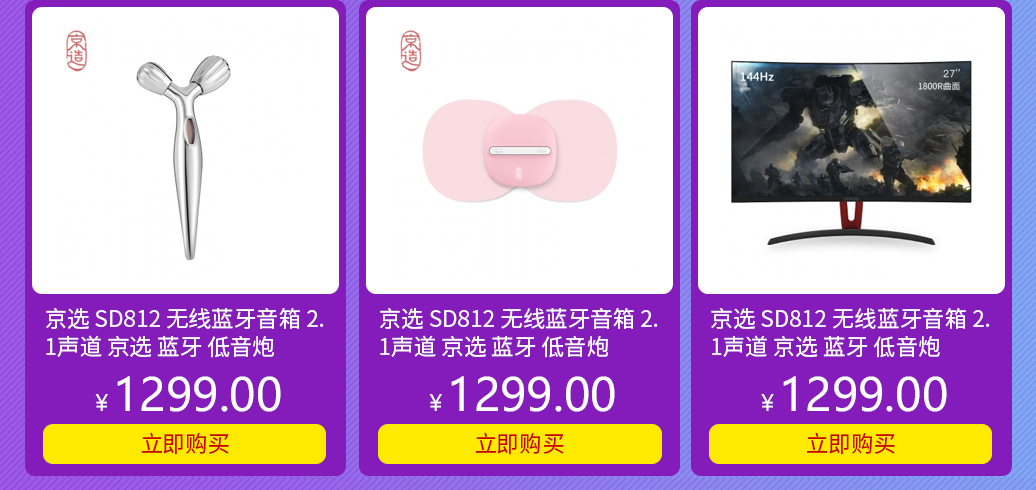 京造
京造
144Hz
27''
1800R曲面
京选 SD812 无线蓝牙音箱 2.
1声道 京选 蓝牙 低音炮
¥ 1299.00
立即购买
京选 SD812 无线蓝牙音箱 2.
1声道 京选 蓝牙 低音炮
¥ 1299.00
立即购买
京选 SD812 无线蓝牙音箱 2.
1声道 京选 蓝牙 低音炮
¥ 1299.00
立即购买